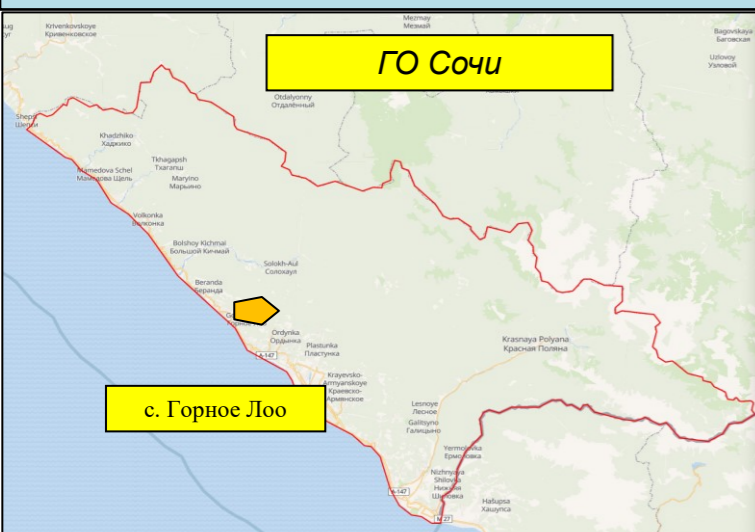 Krivenkovskoye
Кривенковское
Mezmay
Мезмай
Bagovskaya
Баговская
ГО Сочи
Uzlovoy
Узловой
Otdalyonny
Отдалённый
Khadzhiko
Хаджико
Tkhagapsh
Тхагапш
Mamedova Schel
Мамедова Щель
Maryino
Марьино
Volkonka
Волконка
Bolshoy Kichmai
Большой Кичмай
Solokh-Aul
Солохаул
Beranda
Беранда
Ordynka
Ордынка
Plastunka
Пластунка
A-147
Krasnaya Polyana
Красная Поляна
Krayevsko-
Armyanskoye
Краевско-
Армянское
с. Горное Лоо
Lesnoye
Лесное
Galitsyno
Галицыно
Yermolovka
Ермоловка
Nizhnyaya
Shilovka
Нижняя
Шиловка
A-147
Hašupsa
Хашупса